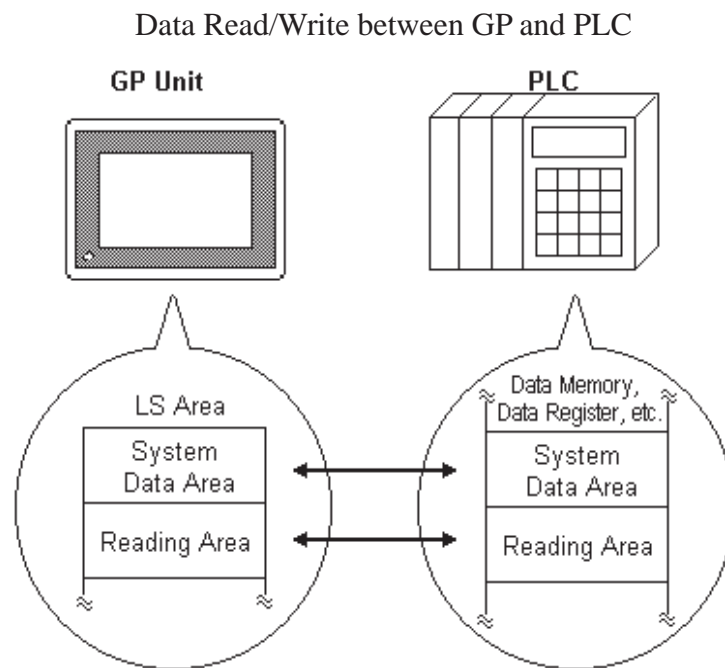 Data Read/Write between GP and PLC
GP Unit
PLC
LS Area
System
Data Area
Reading Area
Data Memory,
Data Register, etc.
System
Data Area
Reading Area